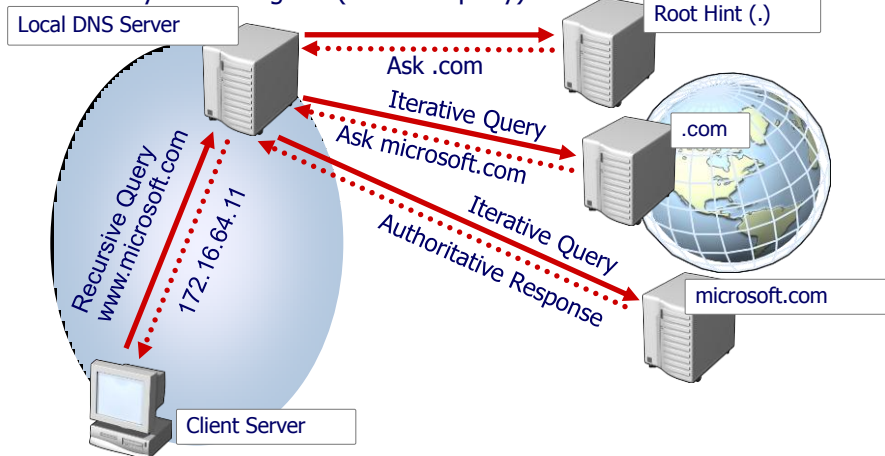 Local DNS Server
Root Hint (.)
Ask .com
Iterative Query
Ask microsoft.com
.com
Iterative Query
Authoritative Response
microsoft.com
Recursive Query
www.microsoft.com
172.16.64.11
Client Server